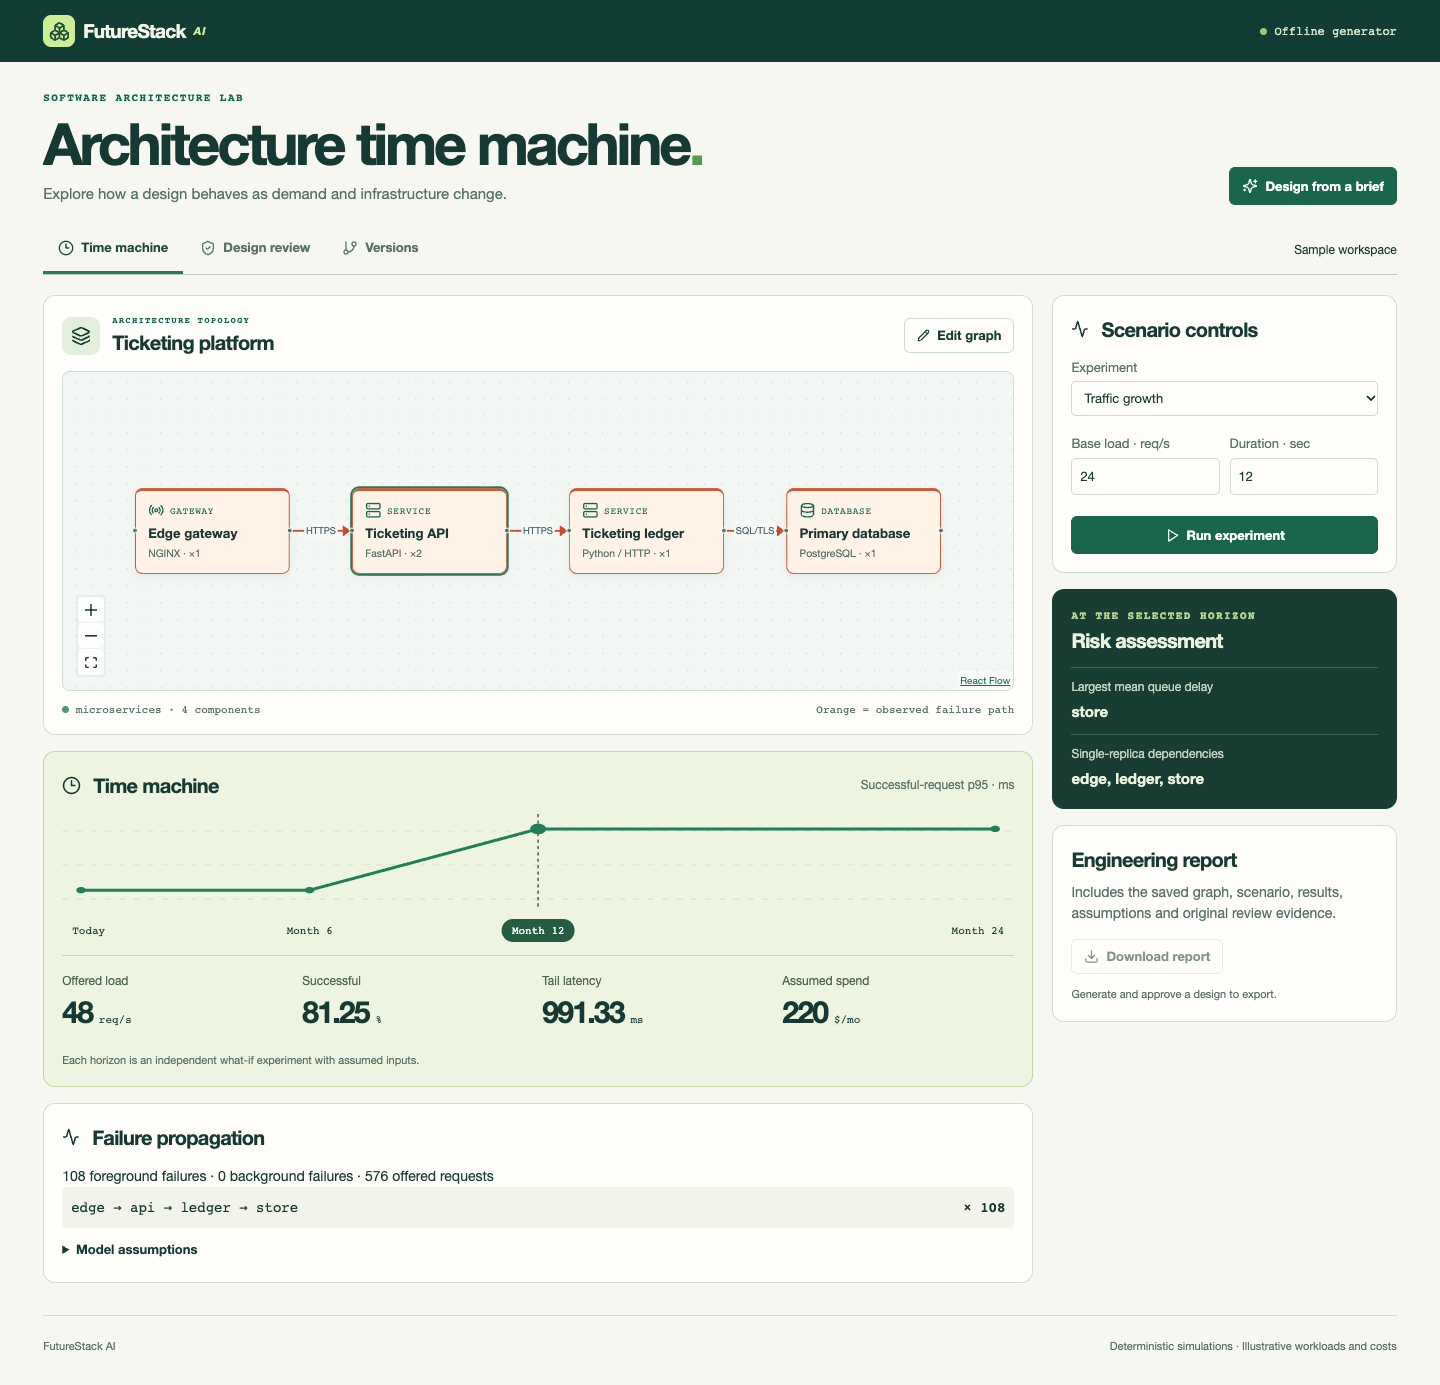 FutureStack AI
Offline generator
SOFTWARE ARCHITECTURE LAB
Architecture time machine.
Explore how a design behaves as demand and infrastructure change.
Design from a brief
Time machine
Design review
Versions
Sample workspace
ARCHITECTURE TOPOLOGY
Ticketing platform
Edit graph
GATEWAY
Edge gateway
NGINX · ×1
HTTPS
SERVICE
Ticketing API
FastAPI · ×2
HTTPS
SERVICE
Ticketing ledger
Python / HTTP · ×1
SQL/TLS
DATABASE
Primary database
PostgreSQL · ×1
React Flow
microservices · 4 components
Orange = observed failure path
Scenario controls
Experiment
Traffic growth
Base load · req/s
Duration · sec
24
12
Run experiment
AT THE SELECTED HORIZON
Risk assessment
Largest mean queue delay
store
Single-replica dependencies
edge, ledger, store
Time machine
Successful-request p95 · ms
Today
Month 6
Month 12
Month 24
Offered load
48 req/s
Successful
81.25 %
Tail latency
991.33 ms
Assumed spend
220 $/mo
Each horizon is an independent what-if experiment with assumed inputs.
Engineering report
Includes the saved graph, scenario, results,
assumptions and original review evidence.
Download report
Generate and approve a design to export.
Failure propagation
108 foreground failures · 0 background failures · 576 offered requests
edge → api → ledger → store
× 108
Model assumptions
FutureStack AI
Deterministic simulations · Illustrative workloads and costs